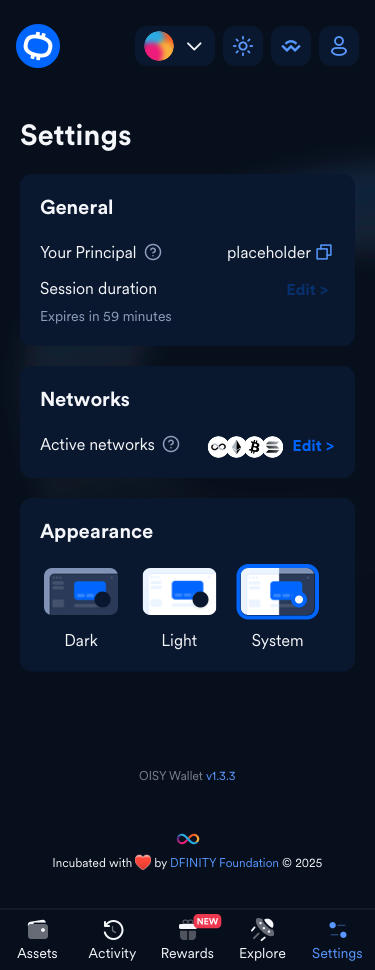 Settings
General
Your Principal placeholder
Session duration Edit >
Expires in 59 minutes
Networks
Active networks Edit >
Appearance
Dark Light System
OISY Wallet v1.3.3
Incubated with ❤️ by DFINITY Foundation © 2025
NEW
Assets Activity Rewards Explore Settings